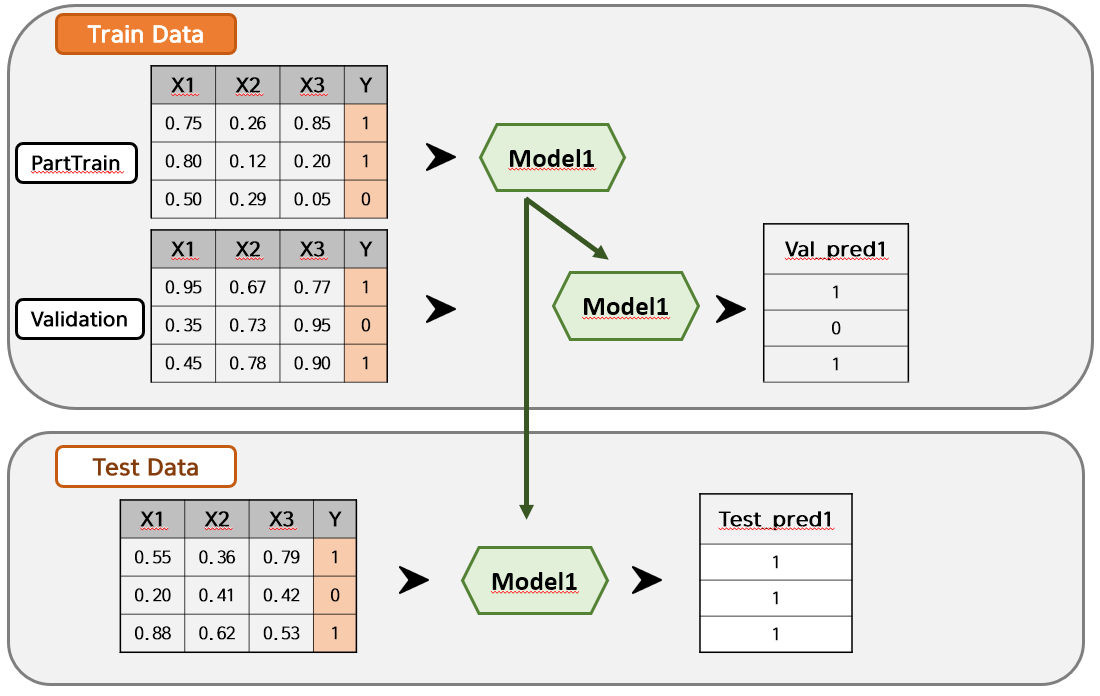 Train Data
X1 X2 X3 Y
0.75 0.26 0.85 1
0.80 0.12 0.20 1
0.50 0.29 0.05 0
PartTrain
Model1
X1 X2 X3 Y
0.95 0.67 0.77 1
0.35 0.73 0.95 0
0.45 0.78 0.90 1
Validation
Model1
Val_pred1
1
0
1
Test Data
X1 X2 X3 Y
0.55 0.36 0.79 1
0.20 0.41 0.42 0
0.88 0.62 0.53 1
Model1
Test_pred1
1
1
1